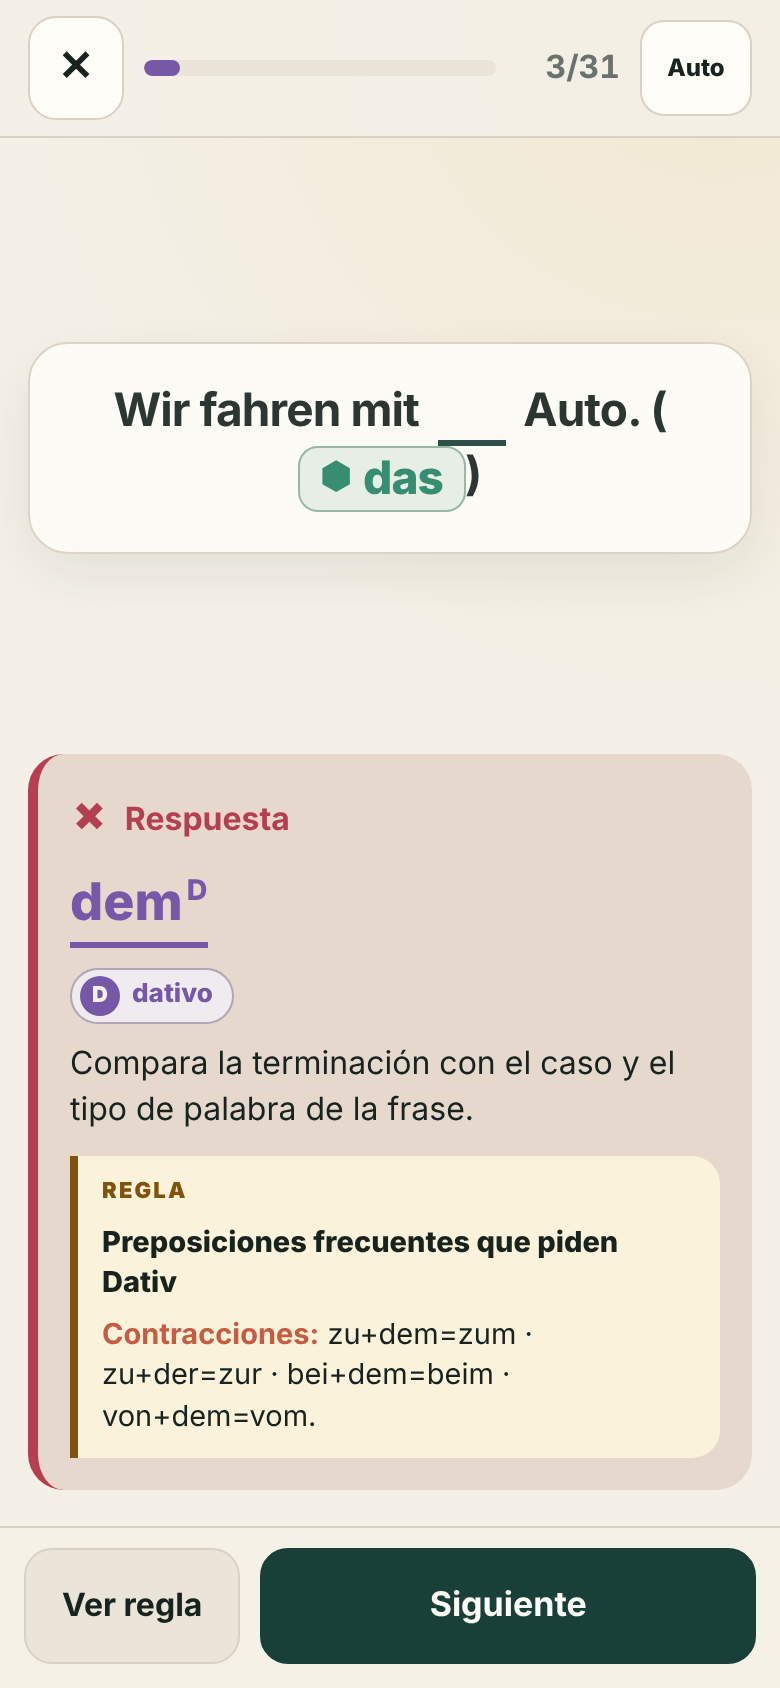 ✕ 3/31 Auto
Wir fahren mit ___ Auto. (
⬢ das )
✖ Respuesta
dem D
D dativo
Compara la terminación con el caso y el
tipo de palabra de la frase.
REGLA
Preposiciones frecuentes que piden
Dativ
Contracciones: zu+dem=zum ·
zu+der=zur · bei+dem=beim ·
von+dem=vom.
Ver regla Siguiente